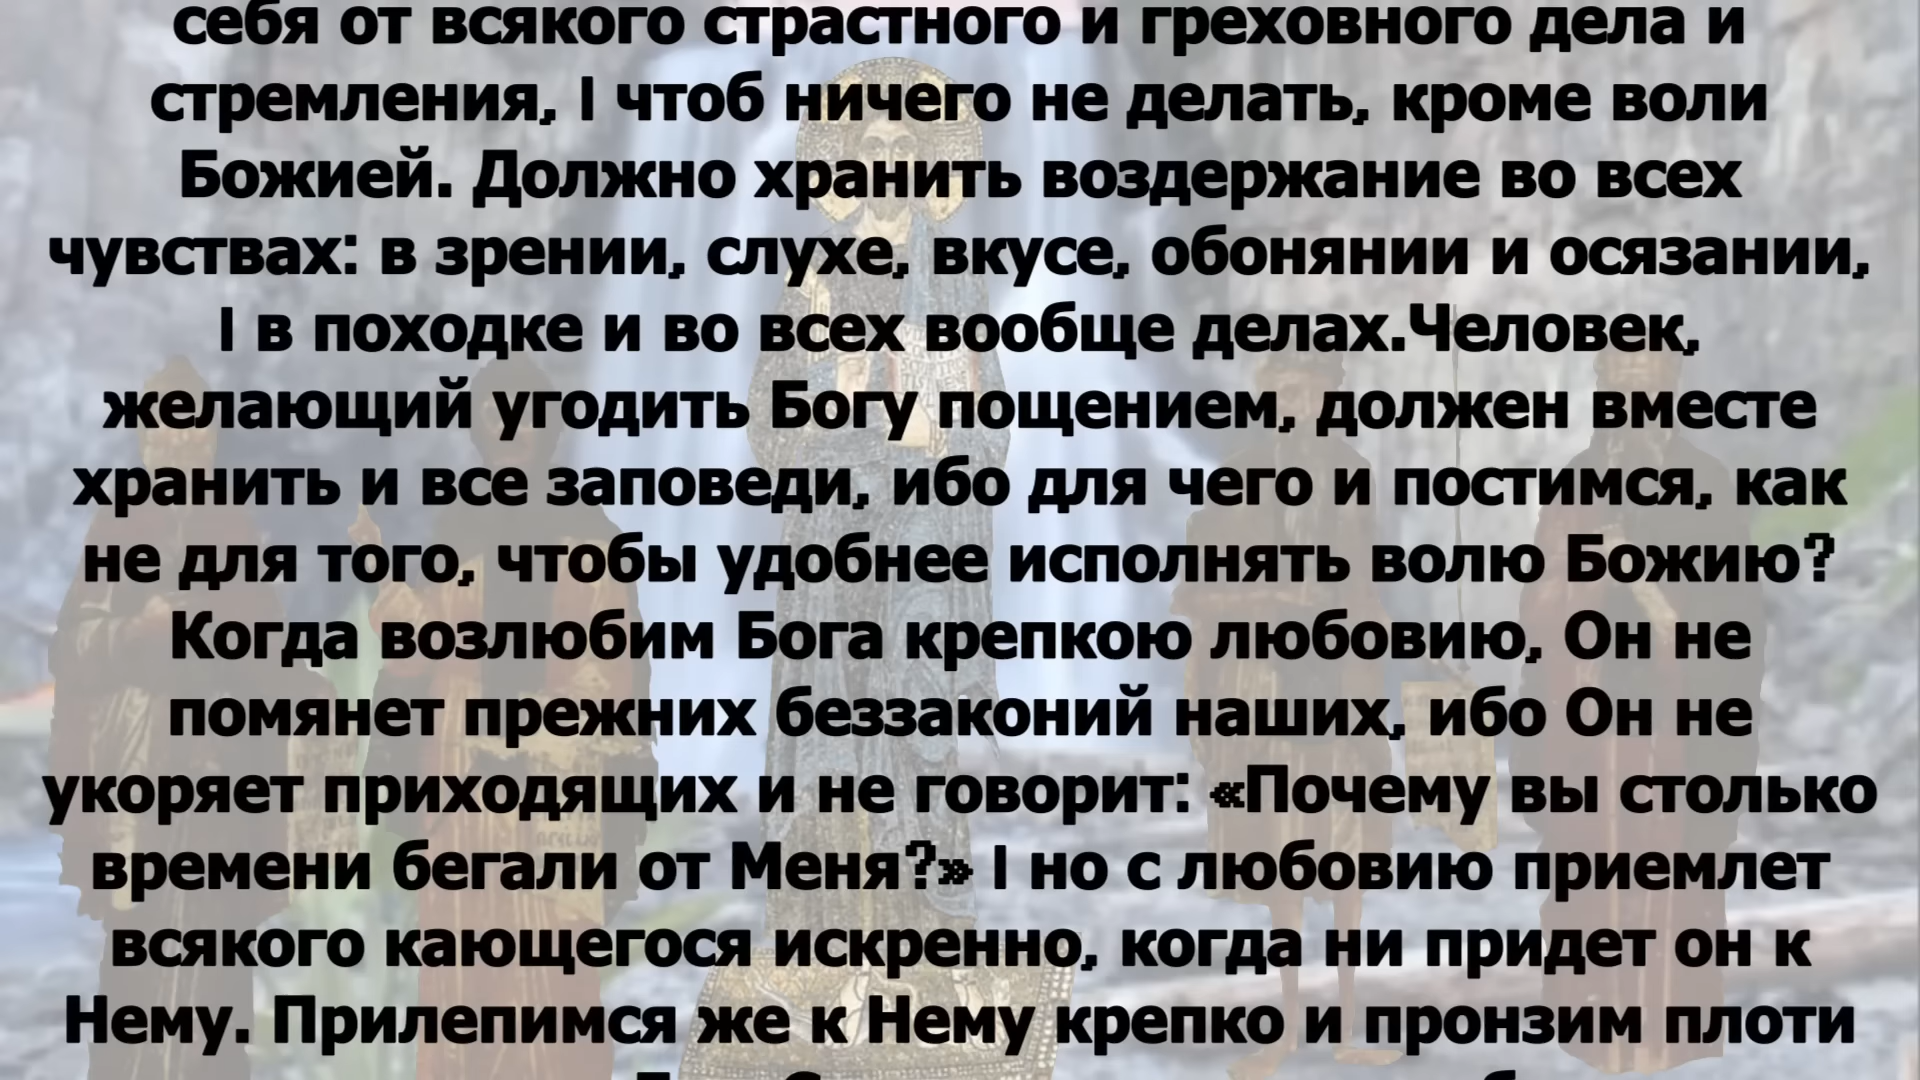 себя от всякого страстного и греховного дела и
стремления, I чтоб ничего не делать, кроме воли
Божией. Должно хранить воздержание во всех
чувствах: в зрении, слухе, вкусе, обонянии и осязании,
I в походке и во всех вообще делах.Человек,
желающий угодить Богу пощением, должен вместе
хранить и все заповеди, ибо для чего и постимся, как
не для того, чтобы удобнее исполнять волю Божию?
Когда возлюбим Бога крепкою любовию, Он не
помянет прежних беззаконий наших, ибо Он не
укоряет приходящих и не говорит: «Почему вы столько
времени бегали от Меня?» I но с любовию приемлет
всякого кающегося искренно, когда ни придет он к
Нему. Прилепимся же к Нему крепко и пронзим плоти